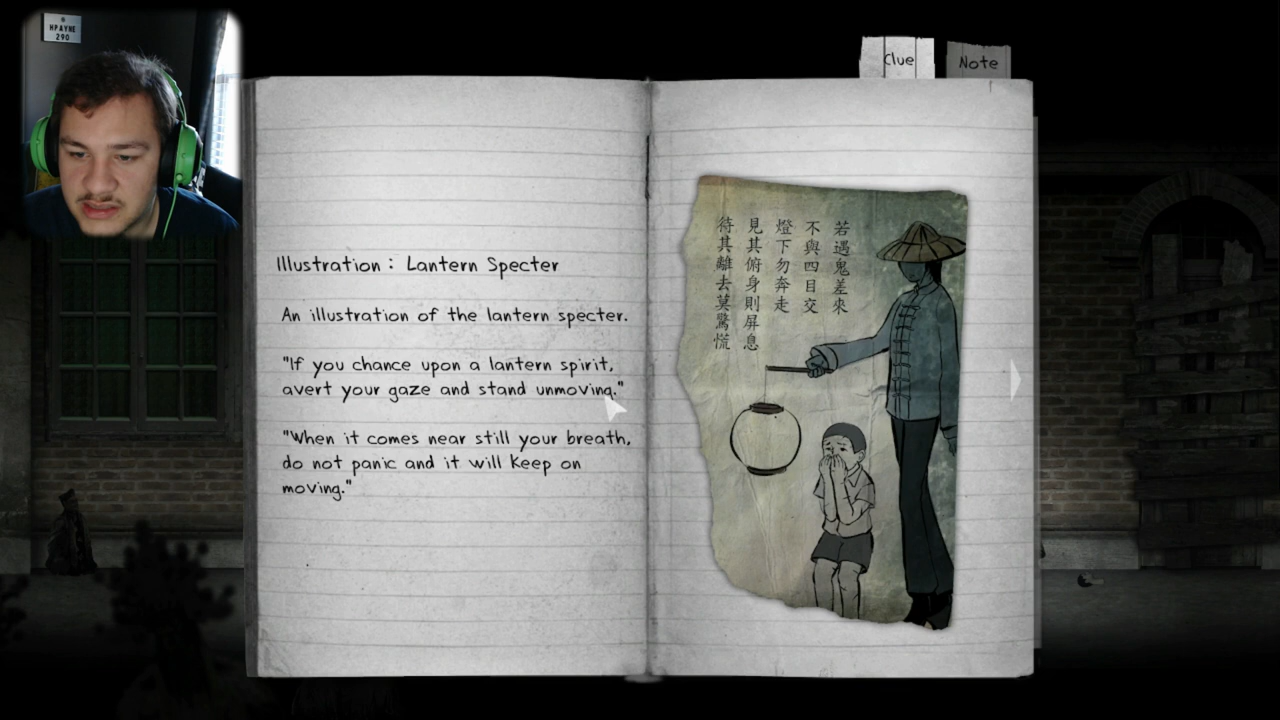 HPAYNE
290
Clue
Note
Illustration : Lantern Specter
An illustration of the lantern specter.
"If you chance upon a lantern spirit,
avert your gaze and stand unmoving."
"When it comes near still your breath,
do not panic and it will keep on
moving."
若遇鬼差來
不與四目交
燈下勿奔走
見其俯身則屏息
待其離去莫驚慌